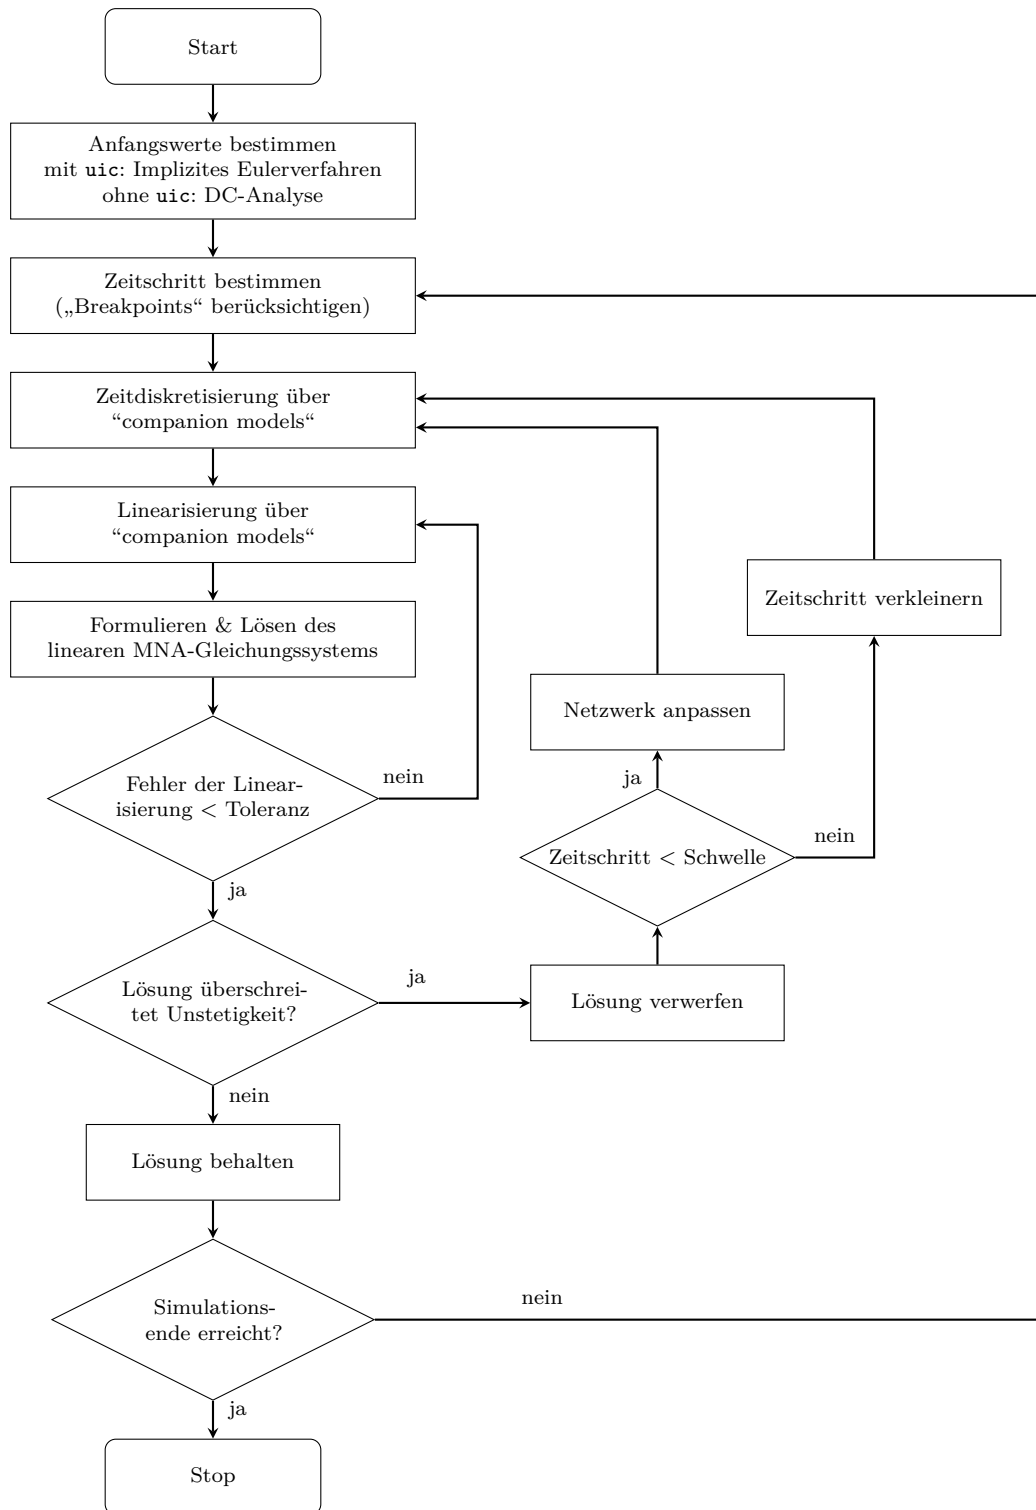 Start
Anfangswerte bestimmen
mit uic: Implizites Eulerverfahren
ohne uic: DC-Analyse
Zeitschritt bestimmen
(„Breakpoints“ berücksichtigen)
Zeitdiskretisierung über
“companion models“
Linearisierung über
“companion models“
Formulieren & Lösen des
linearen MNA-Gleichungssystems
Fehler der Linear-
isierung < Toleranz
nein
ja
Lösung überschrei-
tet Unstetigkeit?
ja
nein
Lösung verwerfen
Zeitschritt < Schwelle
ja
nein
Netzwerk anpassen
Zeitschritt verkleinern
Lösung behalten
Simulations-
ende erreicht?
nein
ja
Stop